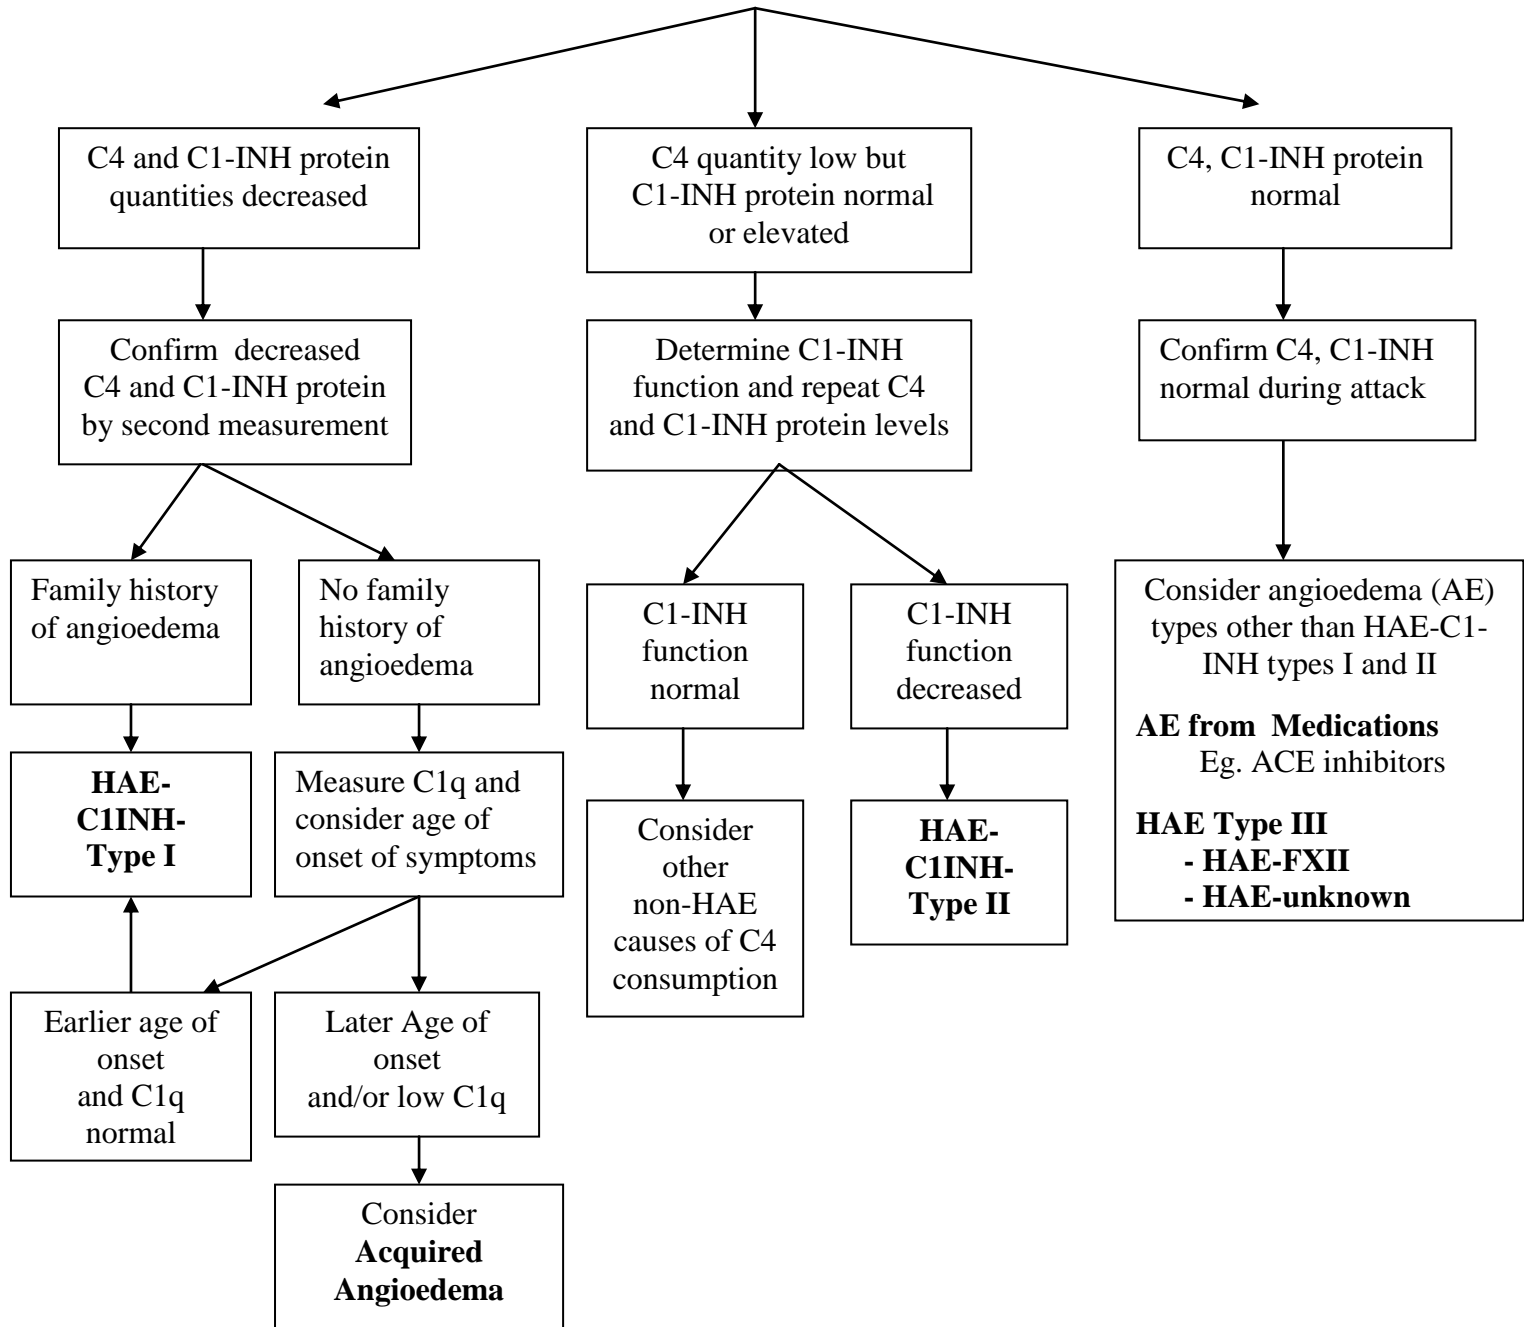 C4 and C1-INH protein
quantities decreased
C4 quantity low but
C1-INH protein normal
or elevated
C4, C1-INH protein
normal
Confirm decreased
C4 and C1-INH protein
by second measurement
Determine C1-INH
function and repeat C4
and C1-INH protein levels
Confirm C4, C1-INH
normal during attack
Family history
of angioedema
No family
history of
angioedema
C1-INH
function
normal
C1-INH
function
decreased
Consider angioedema (AE)
types other than HAE-C1-
INH types I and II
AE from Medications
Eg. ACE inhibitors
HAE Type III
- HAE-FXII
- HAE-unknown
HAE-
C1INH-
Type I
Measure C1q and
consider age of
onset of symptoms
Consider
other
non-HAE
causes of C4
consumption
HAE-
C1INH-
Type II
Earlier age of
onset
and C1q
normal
Later Age of
onset
and/or low C1q
Consider
Acquired
Angioedema